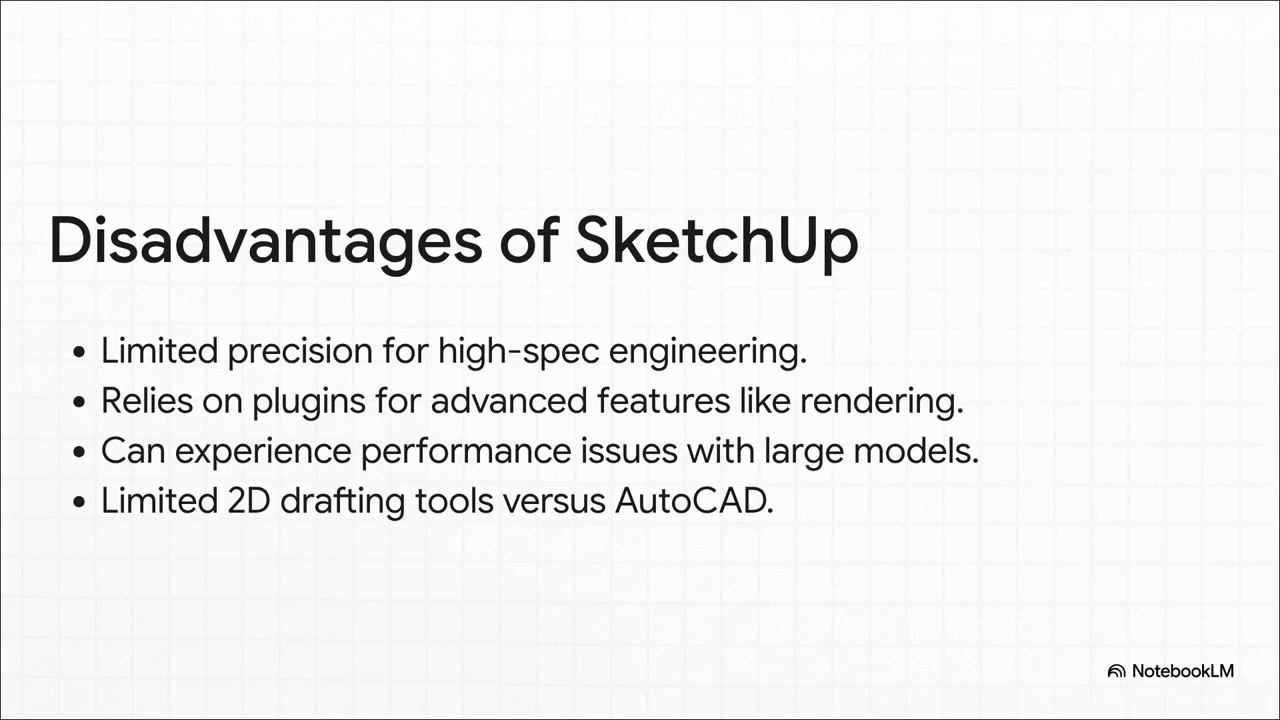 Disadvantages of SketchUp
• Limited precision for high-spec engineering.
• Relies on plugins for advanced features like rendering.
• Can experience performance issues with large models.
• Limited 2D drafting tools versus AutoCAD.
NotebookLM